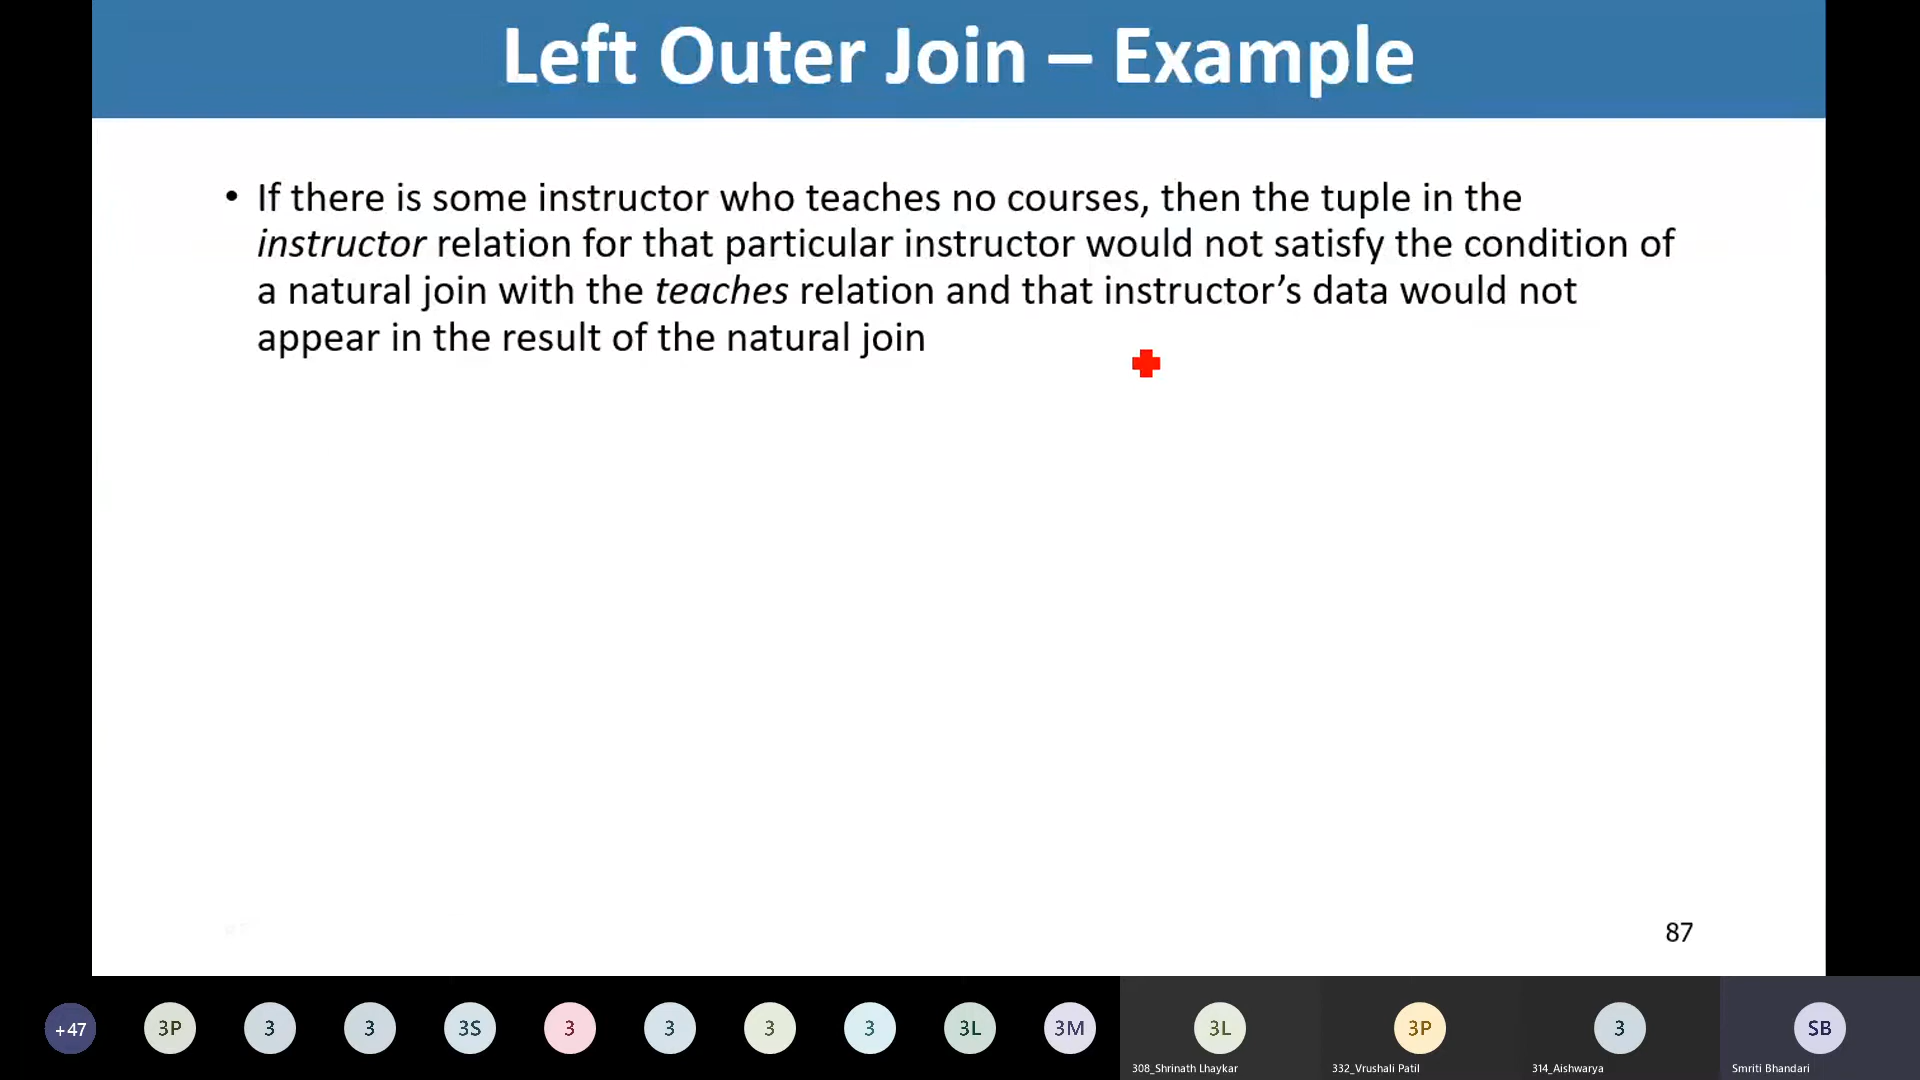 Left Outer Join – Example
• If there is some instructor who teaches no courses, then the tuple in the
instructor relation for that particular instructor would not satisfy the condition of
a natural join with the teaches relation and that instructor’s data would not
appear in the result of the natural join
87
+47 3P 3 3 3S 3 3 3 3 3L 3M 3L 3P 3 SB
308_Shrinath Lhaykar 332_Vrushali Patil 314_Aishwarya Smriti Bhandari